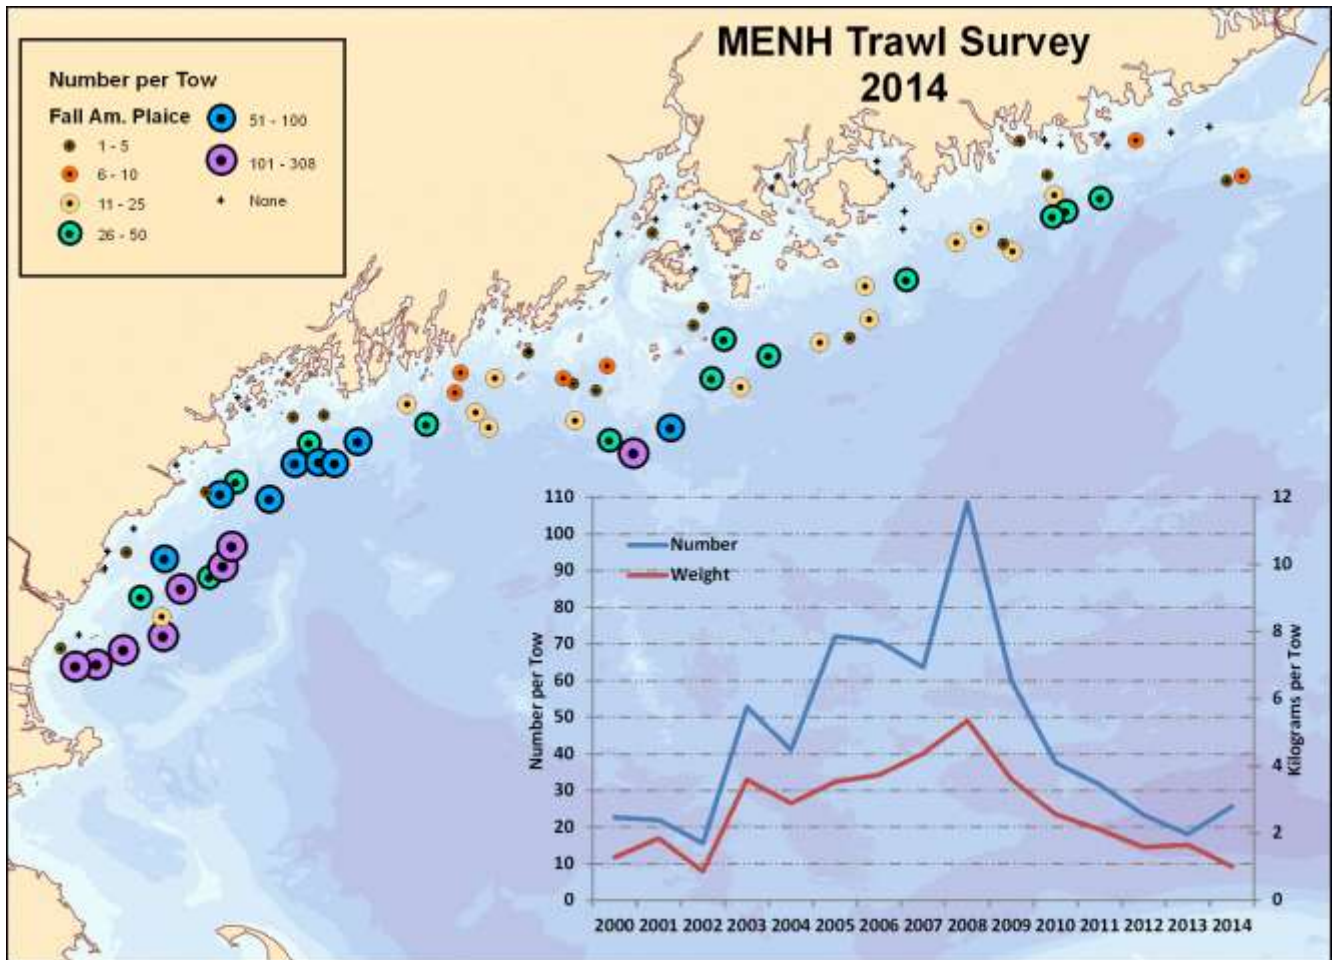 MENH Trawl Survey
2014
Number per Tow
Fall Am. Plaice
1 - 5
6 - 10
11 - 25
26 - 50
51 - 100
101 - 308
None
110
100
90
80
70
60
50
40
30
20
10
0
Number per Tow
Number
Weight
12
10
8
6
4
2
0
Kilograms per Tow
2000 2001 2002 2003 2004 2005 2006 2007 2008 2009 2010 2011 2012 2013 2014